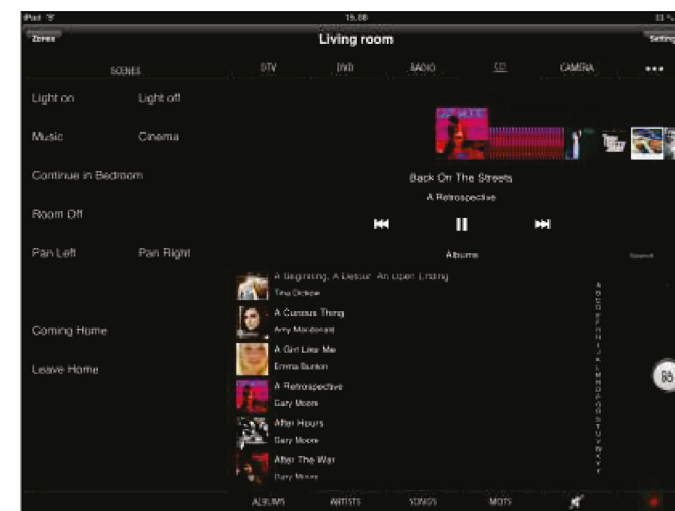 iPad
15.08
Zones
Living room
Setting
SCENES
DTV
DVD
RADIO
CD
CAMERA
•••
Light on
Light off
Music
Cinema
Continue in Bedroom
Room Off
Pan Left
Pan Right
Coming Home
Leave Home
Back On The Streets
A Retrospective
Albums
Search
A Beginning, A Detour, An Open Ending
Tina Dickow
A Curious Thing
Amy Macdonald
A Girl Like Me
Emma Bunton
A Retrospective
Gary Moore
After Hours
Gary Moore
After The War
Gary Moore
ALBUMS
ARTISTS
SONGS
MOTS